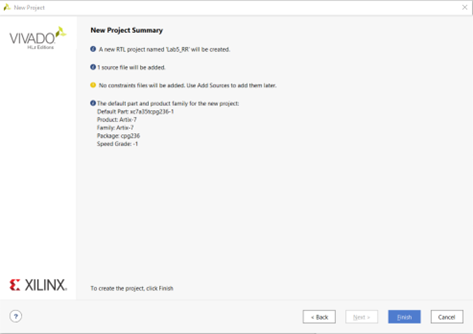 New Project
VIVADO
HLx Editions
New Project Summary
A new RTL project named 'Lab5_RR' will be created.
1 source file will be added.
No constraints files will be added. Use Add Sources to add them later.
The default part and product family for the new project:
Default Part: xc7a35tcpg236-1
Product: Artix-7
Family: Artix-7
Package: cpg236
Speed Grade: -1
XILINX
To create the project, click Finish
?
< Back
Next >
Finish
Cancel